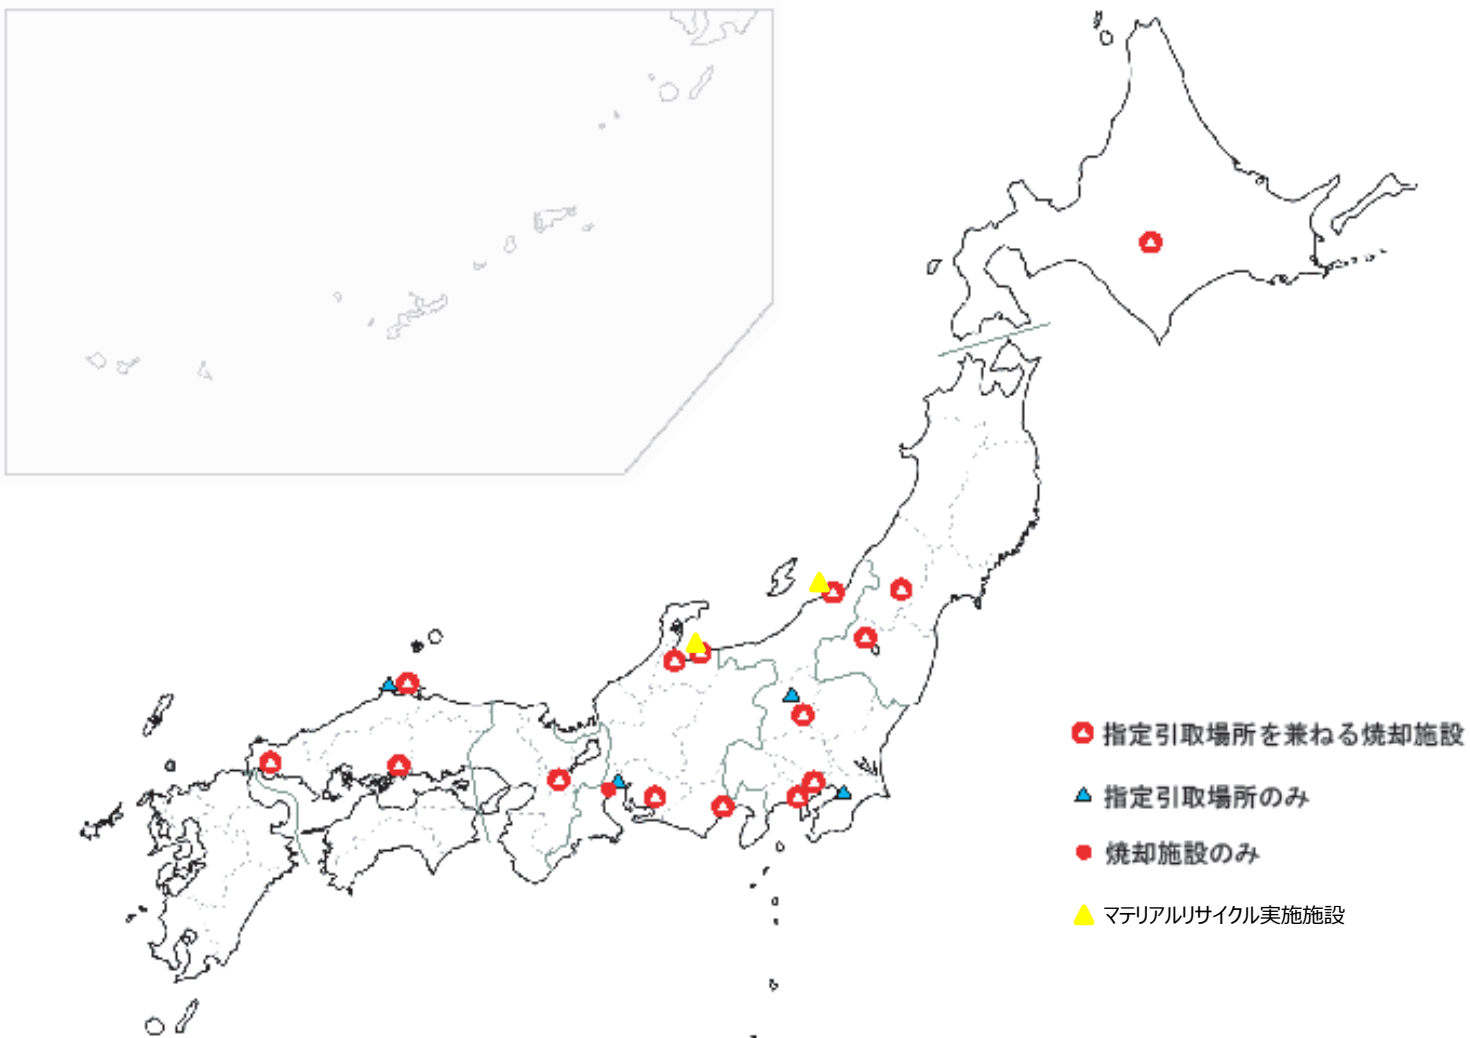 指定引取場所を兼ねる焼却施設
指定引取場所のみ
焼却施設のみ
マテリアルリサイクル実施施設